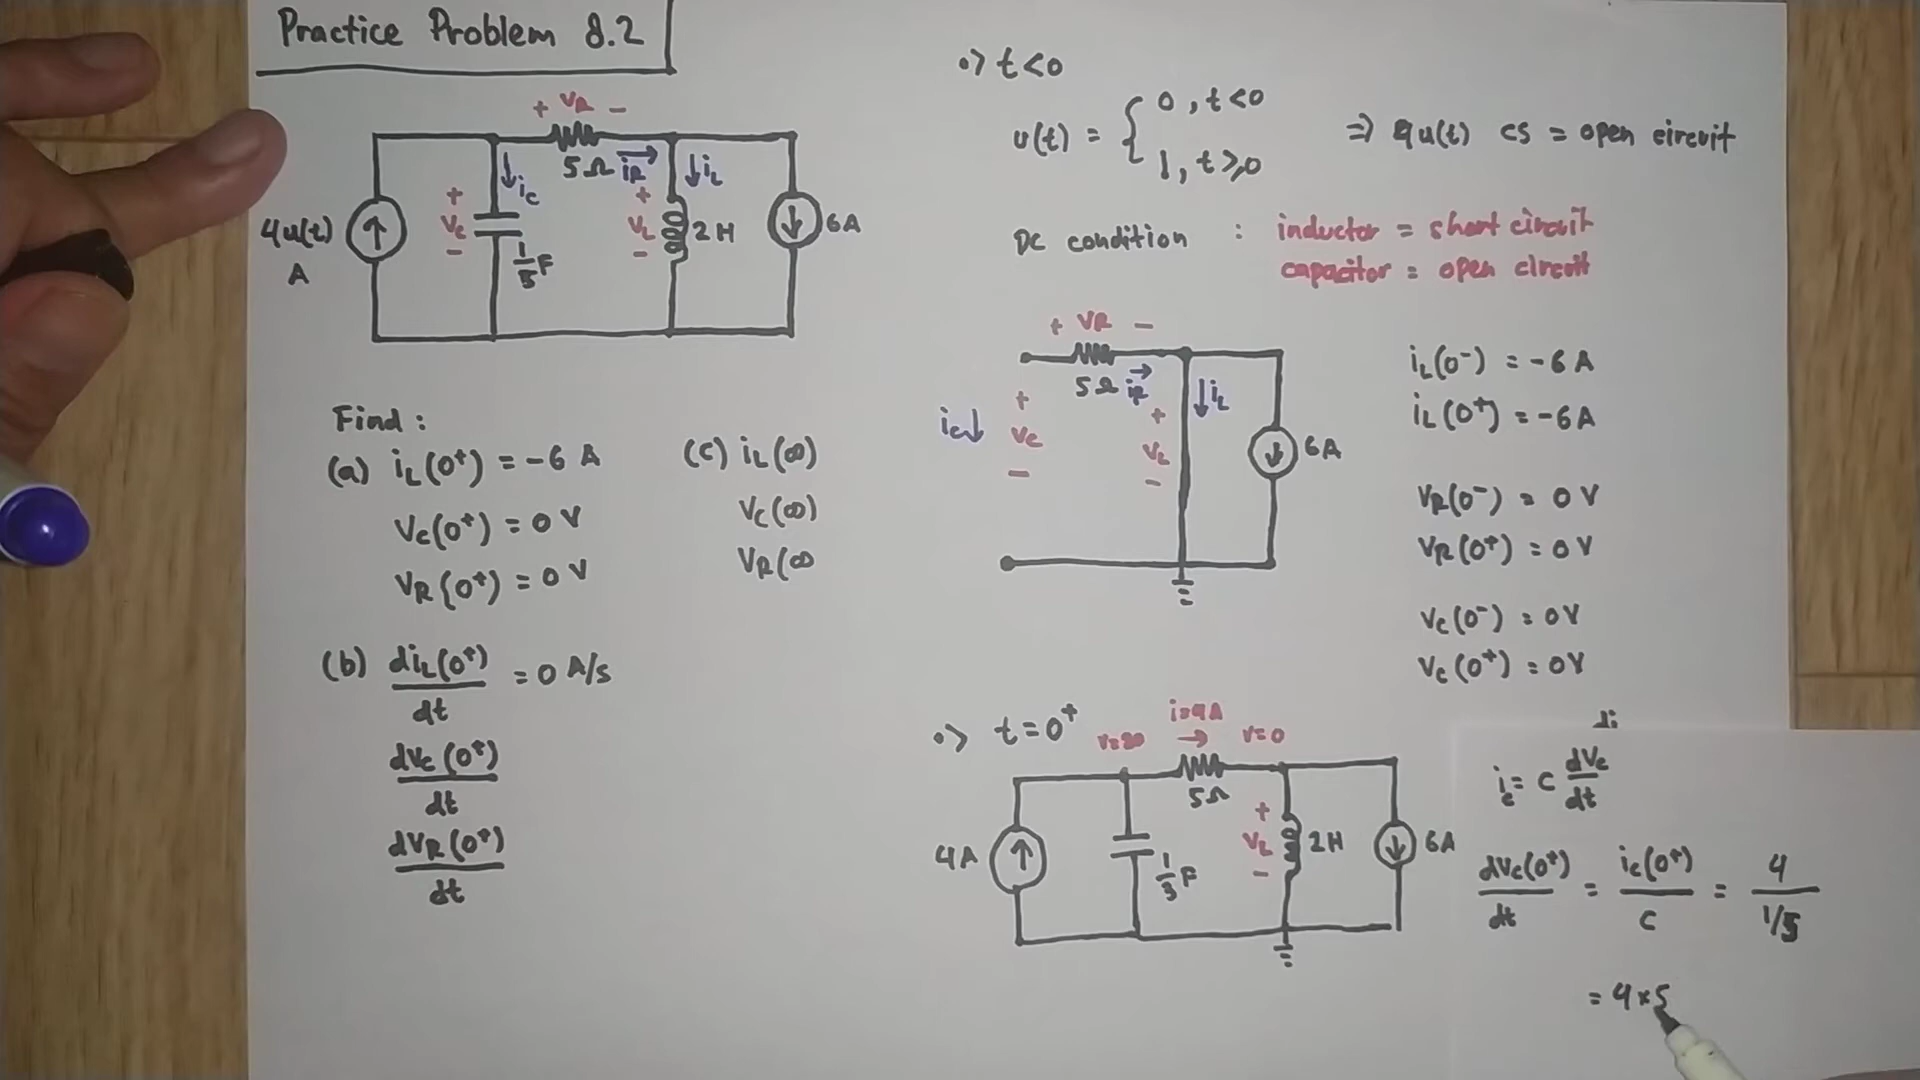 Practice Problem 8.2
+ VR −
5Ω iR
iC
iL
4u(t)
A
+
VC
−
1/5 F
+
VL
−
2H
6A
Find :
(a) iL(0⁺) = −6 A
VC(0⁺) = 0 V
VR(0⁺) = 0 V
(b) diL(0⁺)/dt = 0 A/s
dVC(0⁺)/dt
dVR(0⁺)/dt
(c) iL(∞)
VC(∞)
VR(∞
t<0
u(t) = { 0 , t<0
1 , t≥0
⇒ 4u(t) CS = open circuit
DC condition : inductor = short circuit
capacitor = open circuit
+ VR −
5Ω iR
iC
+
VC
−
+
VL
−
iL
6A
iL(0⁻) = −6 A
iL(0⁺) = −6 A
VR(0⁻) = 0 V
VR(0⁺) = 0 V
VC(0⁻) = 0V
VC(0⁺) = 0V
t=0⁺
i=4A
v=0
5Ω
4A
+
VL
−
2H
6A
di
iC = C dVC/dt
dVC(0⁺)/dt = iC(0⁺)/C = 4/1/5
= 4×5